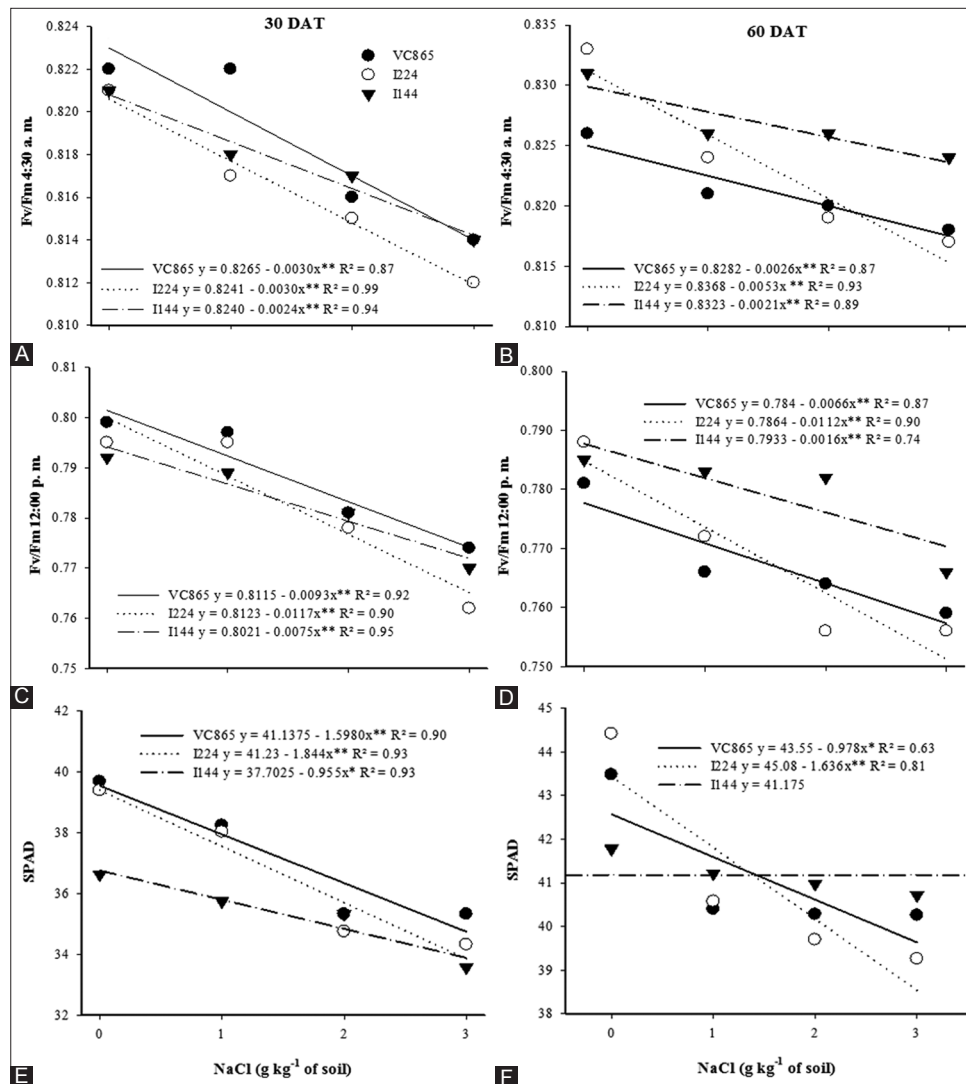 30 DAT
VC865
I224
I144
0.824
0.822
0.820
0.818
0.816
0.814
0.812
0.810
Fv/Fm 4:30 a. m.
VC865 y = 0.8265 - 0.0030x** R² = 0.87
I224 y = 0.8241 - 0.0030x** R² = 0.99
I144 y = 0.8240 - 0.0024x** R² = 0.94
A
60 DAT
0.835
0.830
0.825
0.820
0.815
0.810
Fv/Fm 4:30 a. m.
VC865 y = 0.8282 - 0.0026x** R² = 0.87
I224 y = 0.8368 - 0.0053x** R² = 0.93
I144 y = 0.8323 - 0.0021x** R² = 0.89
B
0.81
0.80
0.79
0.78
0.77
0.76
0.75
Fv/Fm 12:00 p. m.
VC865 y = 0.8115 - 0.0093x** R² = 0.92
I224 y = 0.8123 - 0.0117x** R² = 0.90
I144 y = 0.8021 - 0.0075x** R² = 0.95
C
0.800
0.790
0.780
0.770
0.760
0.750
Fv/Fm 12:00 p. m.
VC865 y = 0.784 - 0.0066x** R² = 0.87
I224 y = 0.7864 - 0.0112x** R² = 0.90
I144 y = 0.7933 - 0.0016x** R² = 0.74
D
42
40
38
36
34
32
SPAD
VC865 y = 41.1375 - 1.5980x** R² = 0.90
I224 y = 41.23 - 1.844x** R² = 0.93
I144 y = 37.7025 - 0.955x* R² = 0.93
0 1 2 3
NaCl (g kg⁻¹ of soil)
E
45
44
43
42
41
40
39
38
SPAD
VC865 y = 43.55 - 0.978x* R² = 0.63
I224 y = 45.08 - 1.636x** R² = 0.81
I144 y = 41.175
0 1 2 3
NaCl (g kg⁻¹ of soil)
F